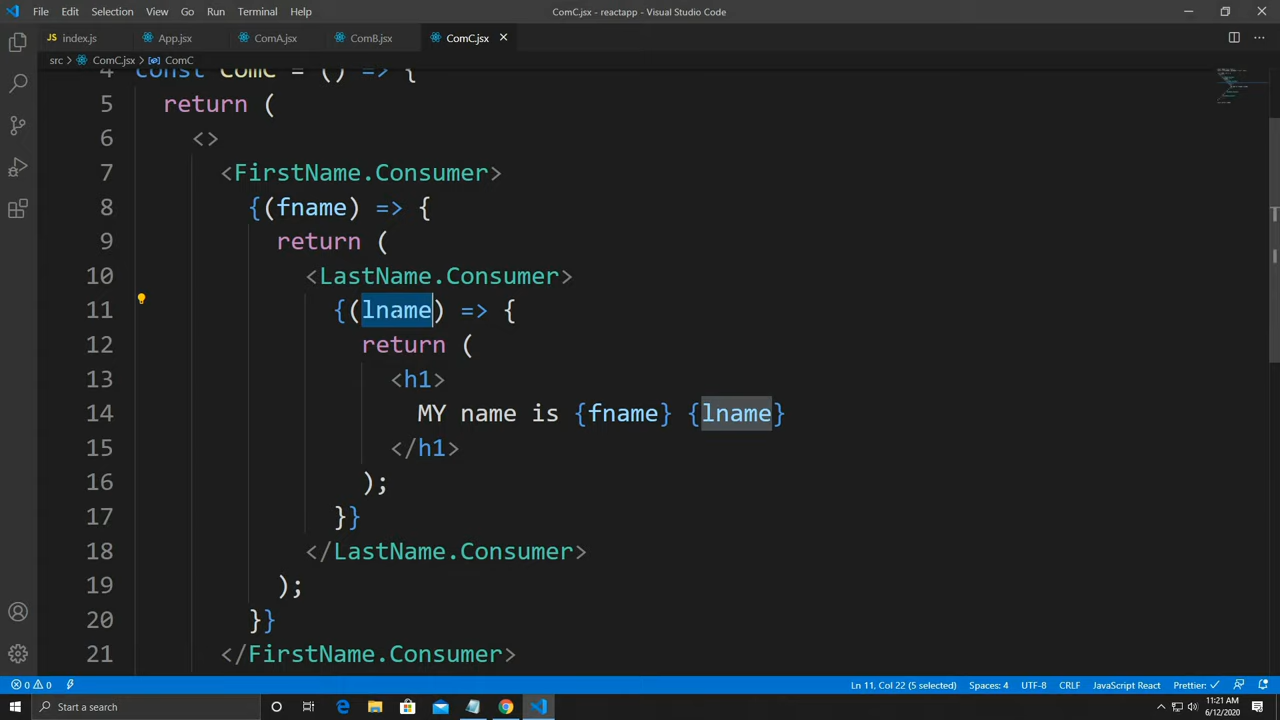 File Edit Selection View Go Run Terminal Help ComC.jsx - reactapp - Visual Studio Code
JS index.js App.jsx ComA.jsx ComB.jsx ComC.jsx
src > ComC.jsx > ComC
4 const ComC = () => {
5 return (
6 <>
7 <FirstName.Consumer>
8 {(fname) => {
9 return (
10 <LastName.Consumer>
11 {(lname) => {
12 return (
13 <h1>
14 MY name is {fname} {lname}
15 </h1>
16 );
17 }}
18 </LastName.Consumer>
19 );
20 }}
21 </FirstName.Consumer>
0 0 Ln 11, Col 22 (5 selected) Spaces: 4 UTF-8 CRLF JavaScript React Prettier: ✓
Start a search 11:21 AM
6/12/2020